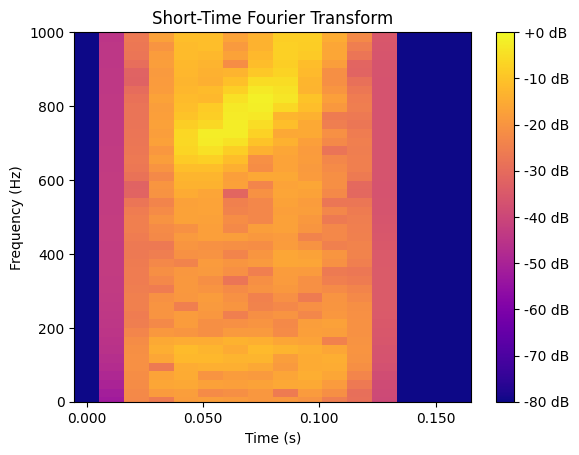 Short-Time Fourier Transform
1000
800
600
400
200
0
Frequency (Hz)
0.000
0.050
0.100
0.150
Time (s)
+0 dB
-10 dB
-20 dB
-30 dB
-40 dB
-50 dB
-60 dB
-70 dB
-80 dB